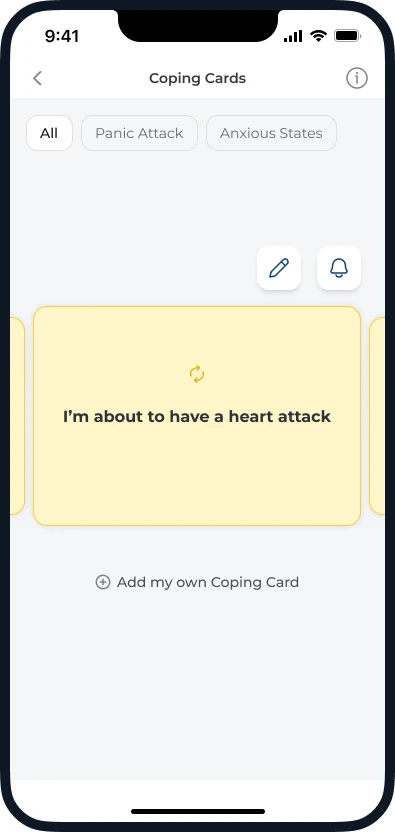 9:41
Coping Cards
All
Panic Attack
Anxious States
I’m about to have a heart attack
Add my own Coping Card